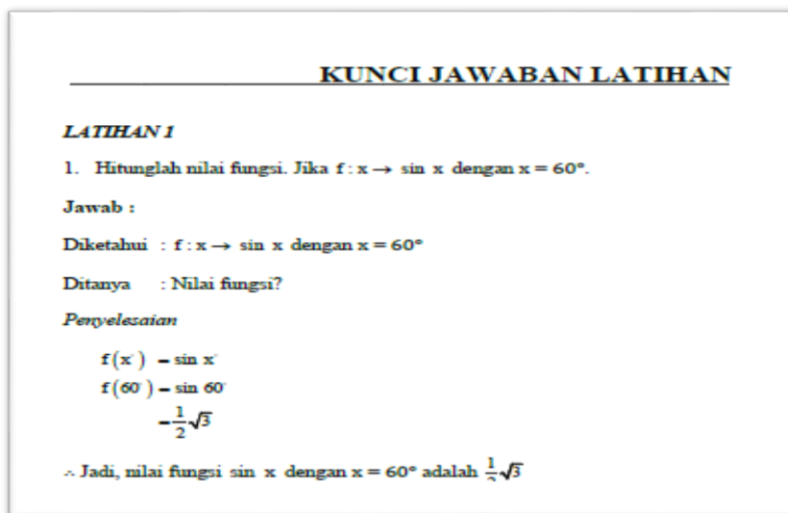 KUNCI JAWABAN LATIHAN
LATIHAN 1
1. Hitunglah nilai fungsi. Jika f : x → sin x dengan x = 60°.
Jawab :
Diketahui : f : x → sin x dengan x = 60°
Ditanya : Nilai fungsi?
Penyelesaian
f(x°) = sin x°
f(60°) = sin 60°
= 1/2 √3
∴ Jadi, nilai fungsi sin x dengan x = 60° adalah 1/2 √3